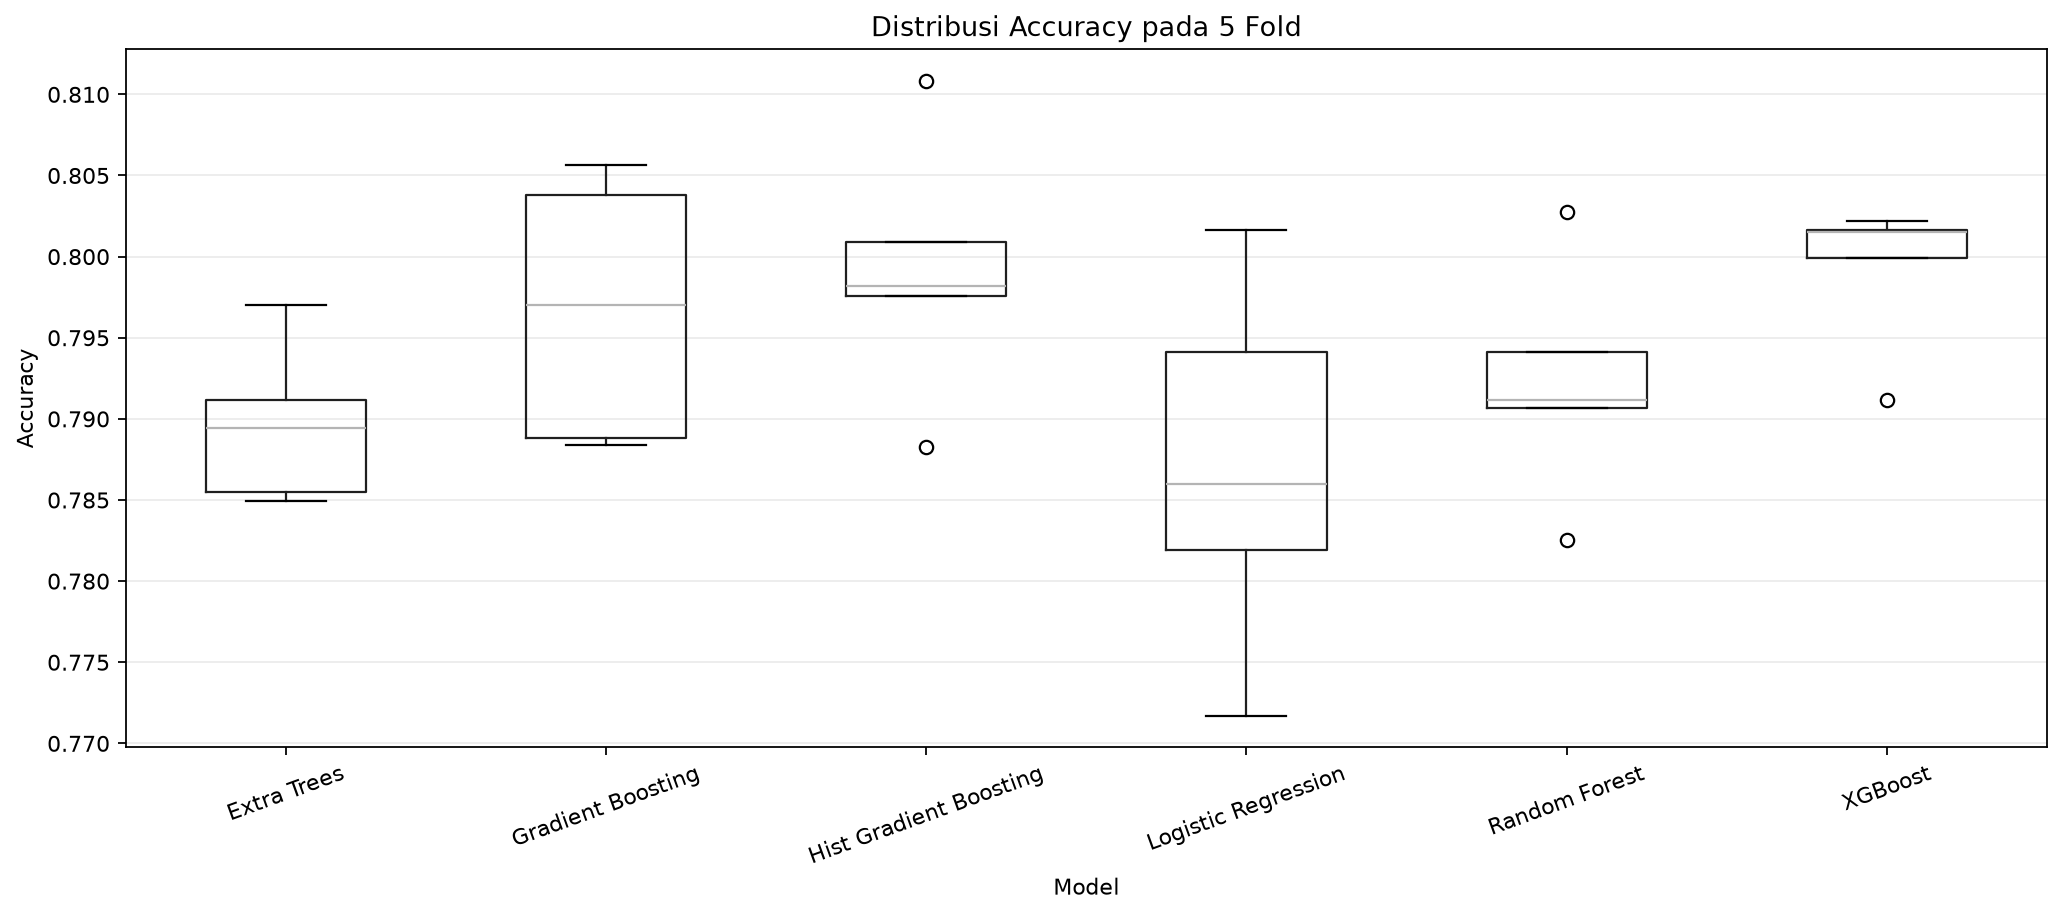 Distribusi Accuracy pada 5 Fold
0.810
0.805
0.800
0.795
0.790
0.785
0.780
0.775
0.770
Accuracy
Extra Trees
Gradient Boosting
Hist Gradient Boosting
Logistic Regression
Random Forest
XGBoost
Model